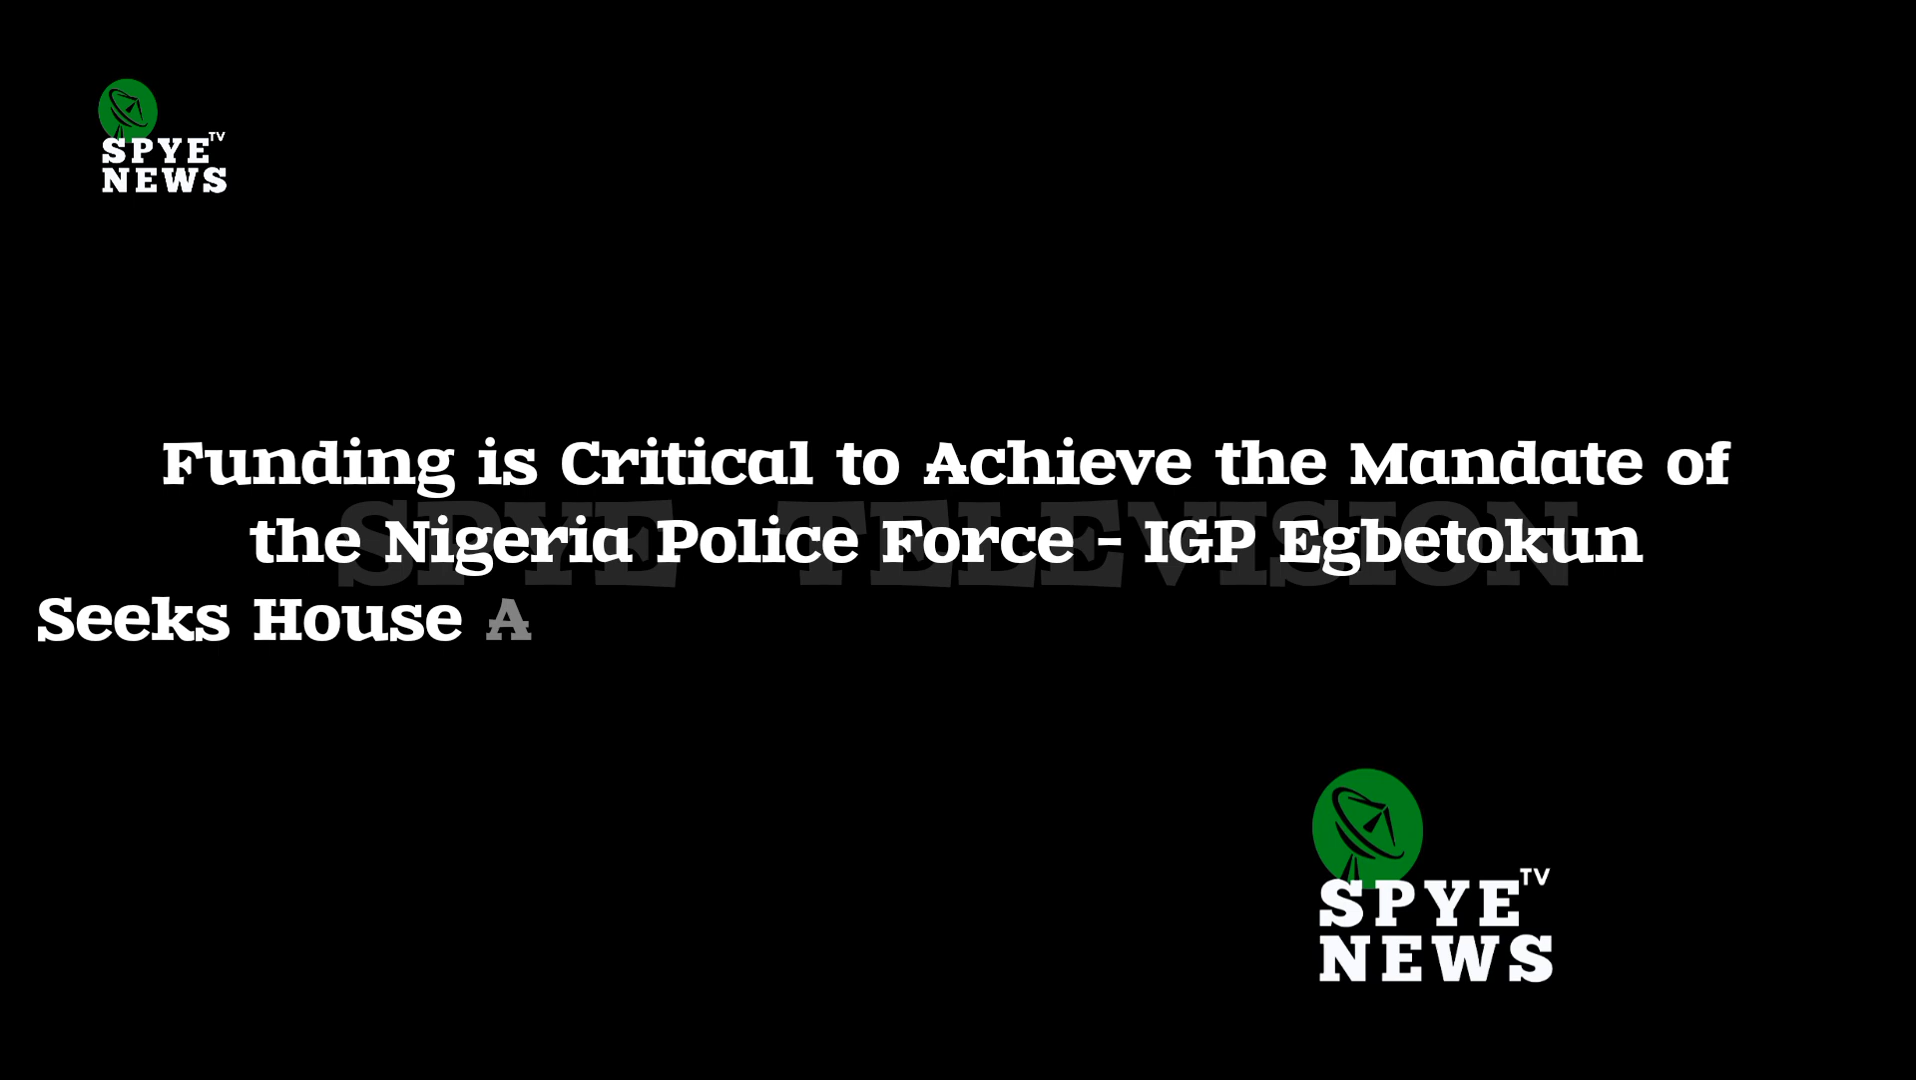 TV
SPYE
NEWS
Funding is Critical to Achieve the Mandate of
SPYE TELEVISION
the Nigeria Police Force - IGP Egbetokun
Seeks House A
TV
SPYE
NEWS